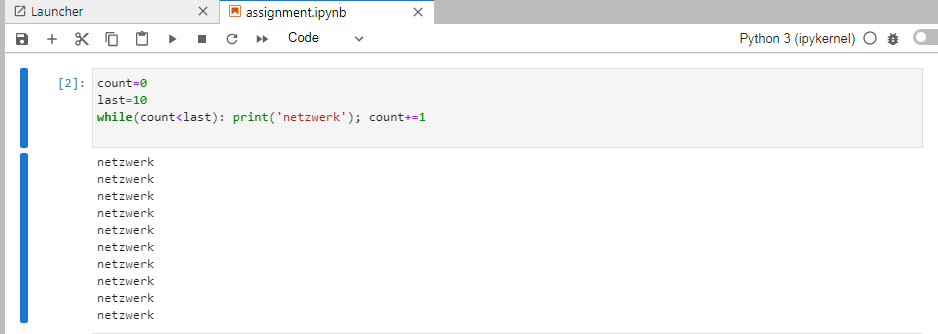 Launcher
assignment.ipynb
Code
Python 3 (ipykernel)
[2]:
count=0
last=10
while(count<last): print('netzwerk'); count+=1
netzwerk
netzwerk
netzwerk
netzwerk
netzwerk
netzwerk
netzwerk
netzwerk
netzwerk
netzwerk